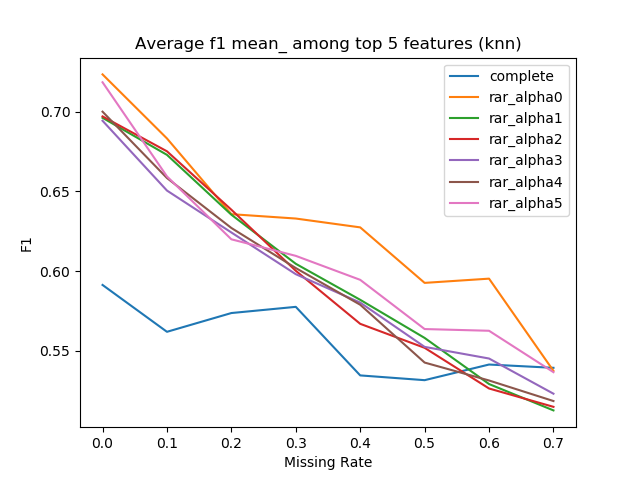 Average f1 mean_ among top 5 features (knn)
complete
rar_alpha0
rar_alpha1
rar_alpha2
rar_alpha3
rar_alpha4
rar_alpha5
0.70
0.65
0.60
0.55
F1
0.0 0.1 0.2 0.3 0.4 0.5 0.6 0.7
Missing Rate